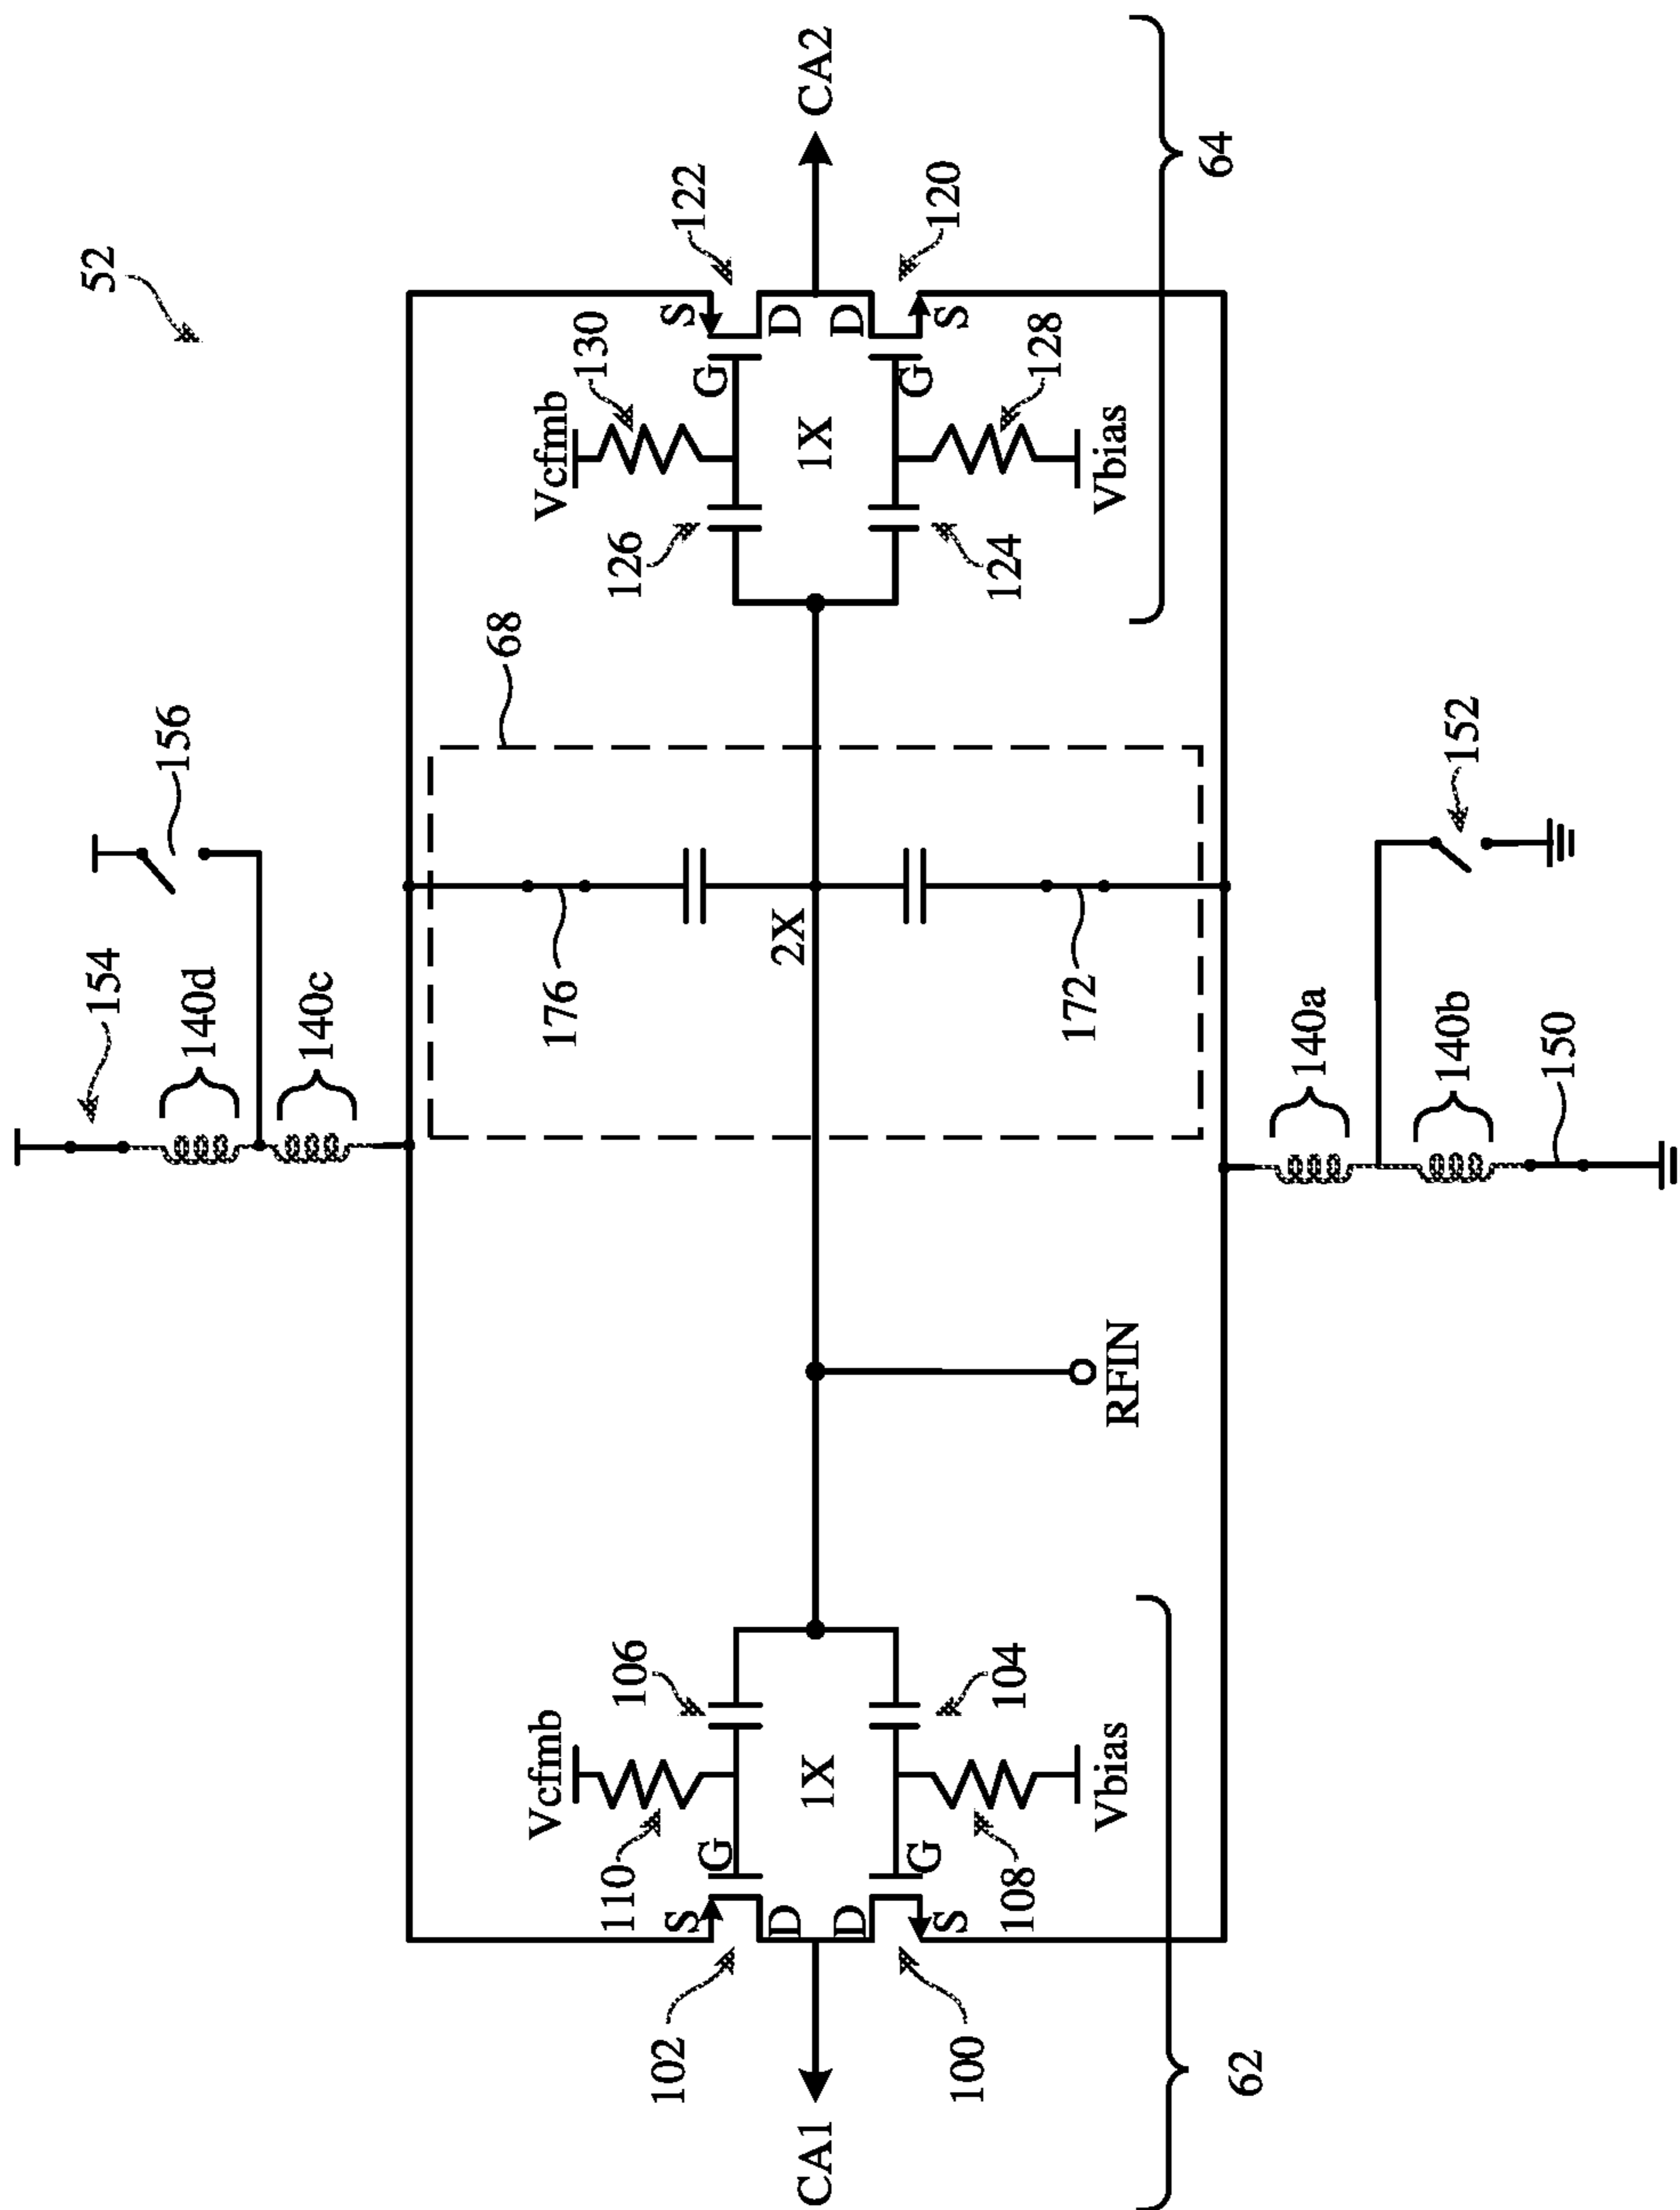 52
154
156
140d
140c
68
176
2X
172
140a
140b
150
152
RFIN
CA1
62
102
100
110
108
Vcfmb
Vbias
106
104
1X
S
G
D
D
G
S
CA2
64
122
120
130
128
Vcfmb
Vbias
126
124
1X
S
G
D
D
G
S